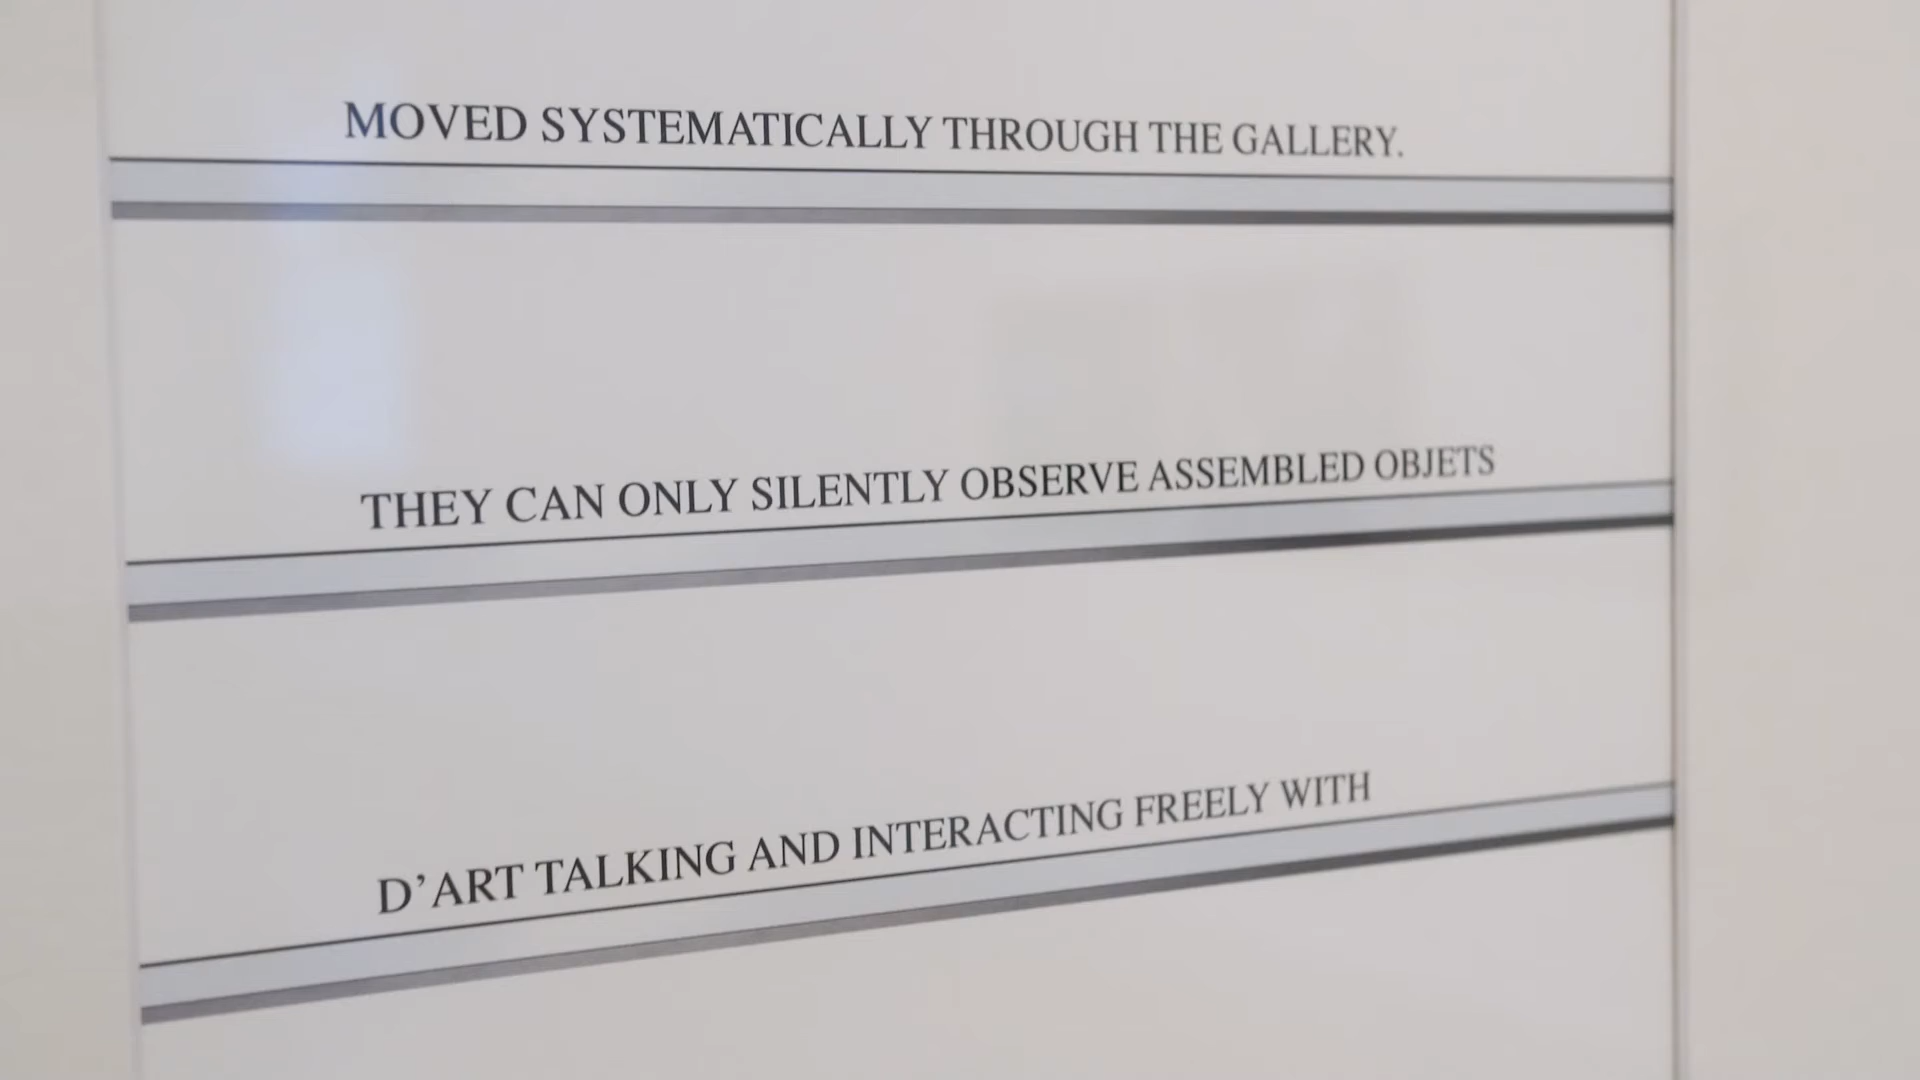 MOVED SYSTEMATICALLY THROUGH THE GALLERY.
THEY CAN ONLY SILENTLY OBSERVE ASSEMBLED OBJETS
D’ART TALKING AND INTERACTING FREELY WITH